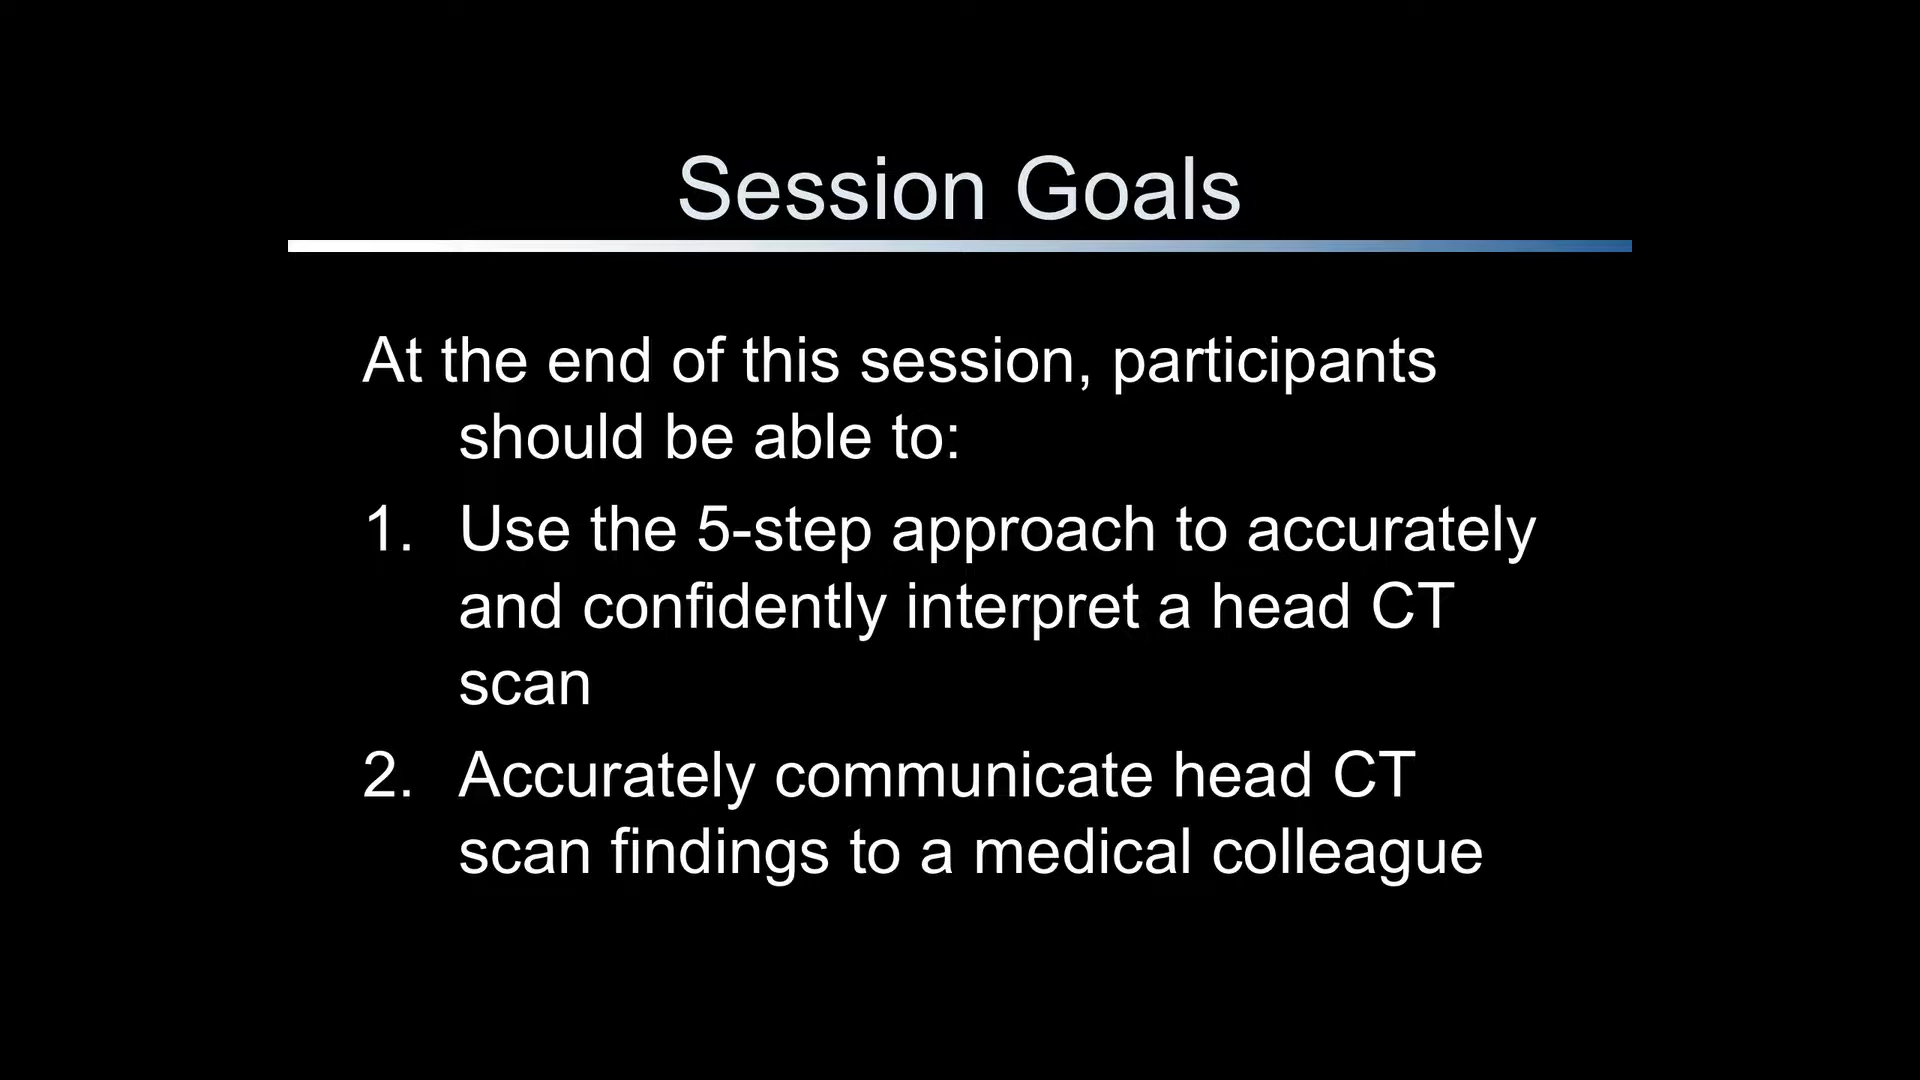 Session Goals
At the end of this session, participants
should be able to:
1. Use the 5-step approach to accurately
and confidently interpret a head CT
scan
2. Accurately communicate head CT
scan findings to a medical colleague